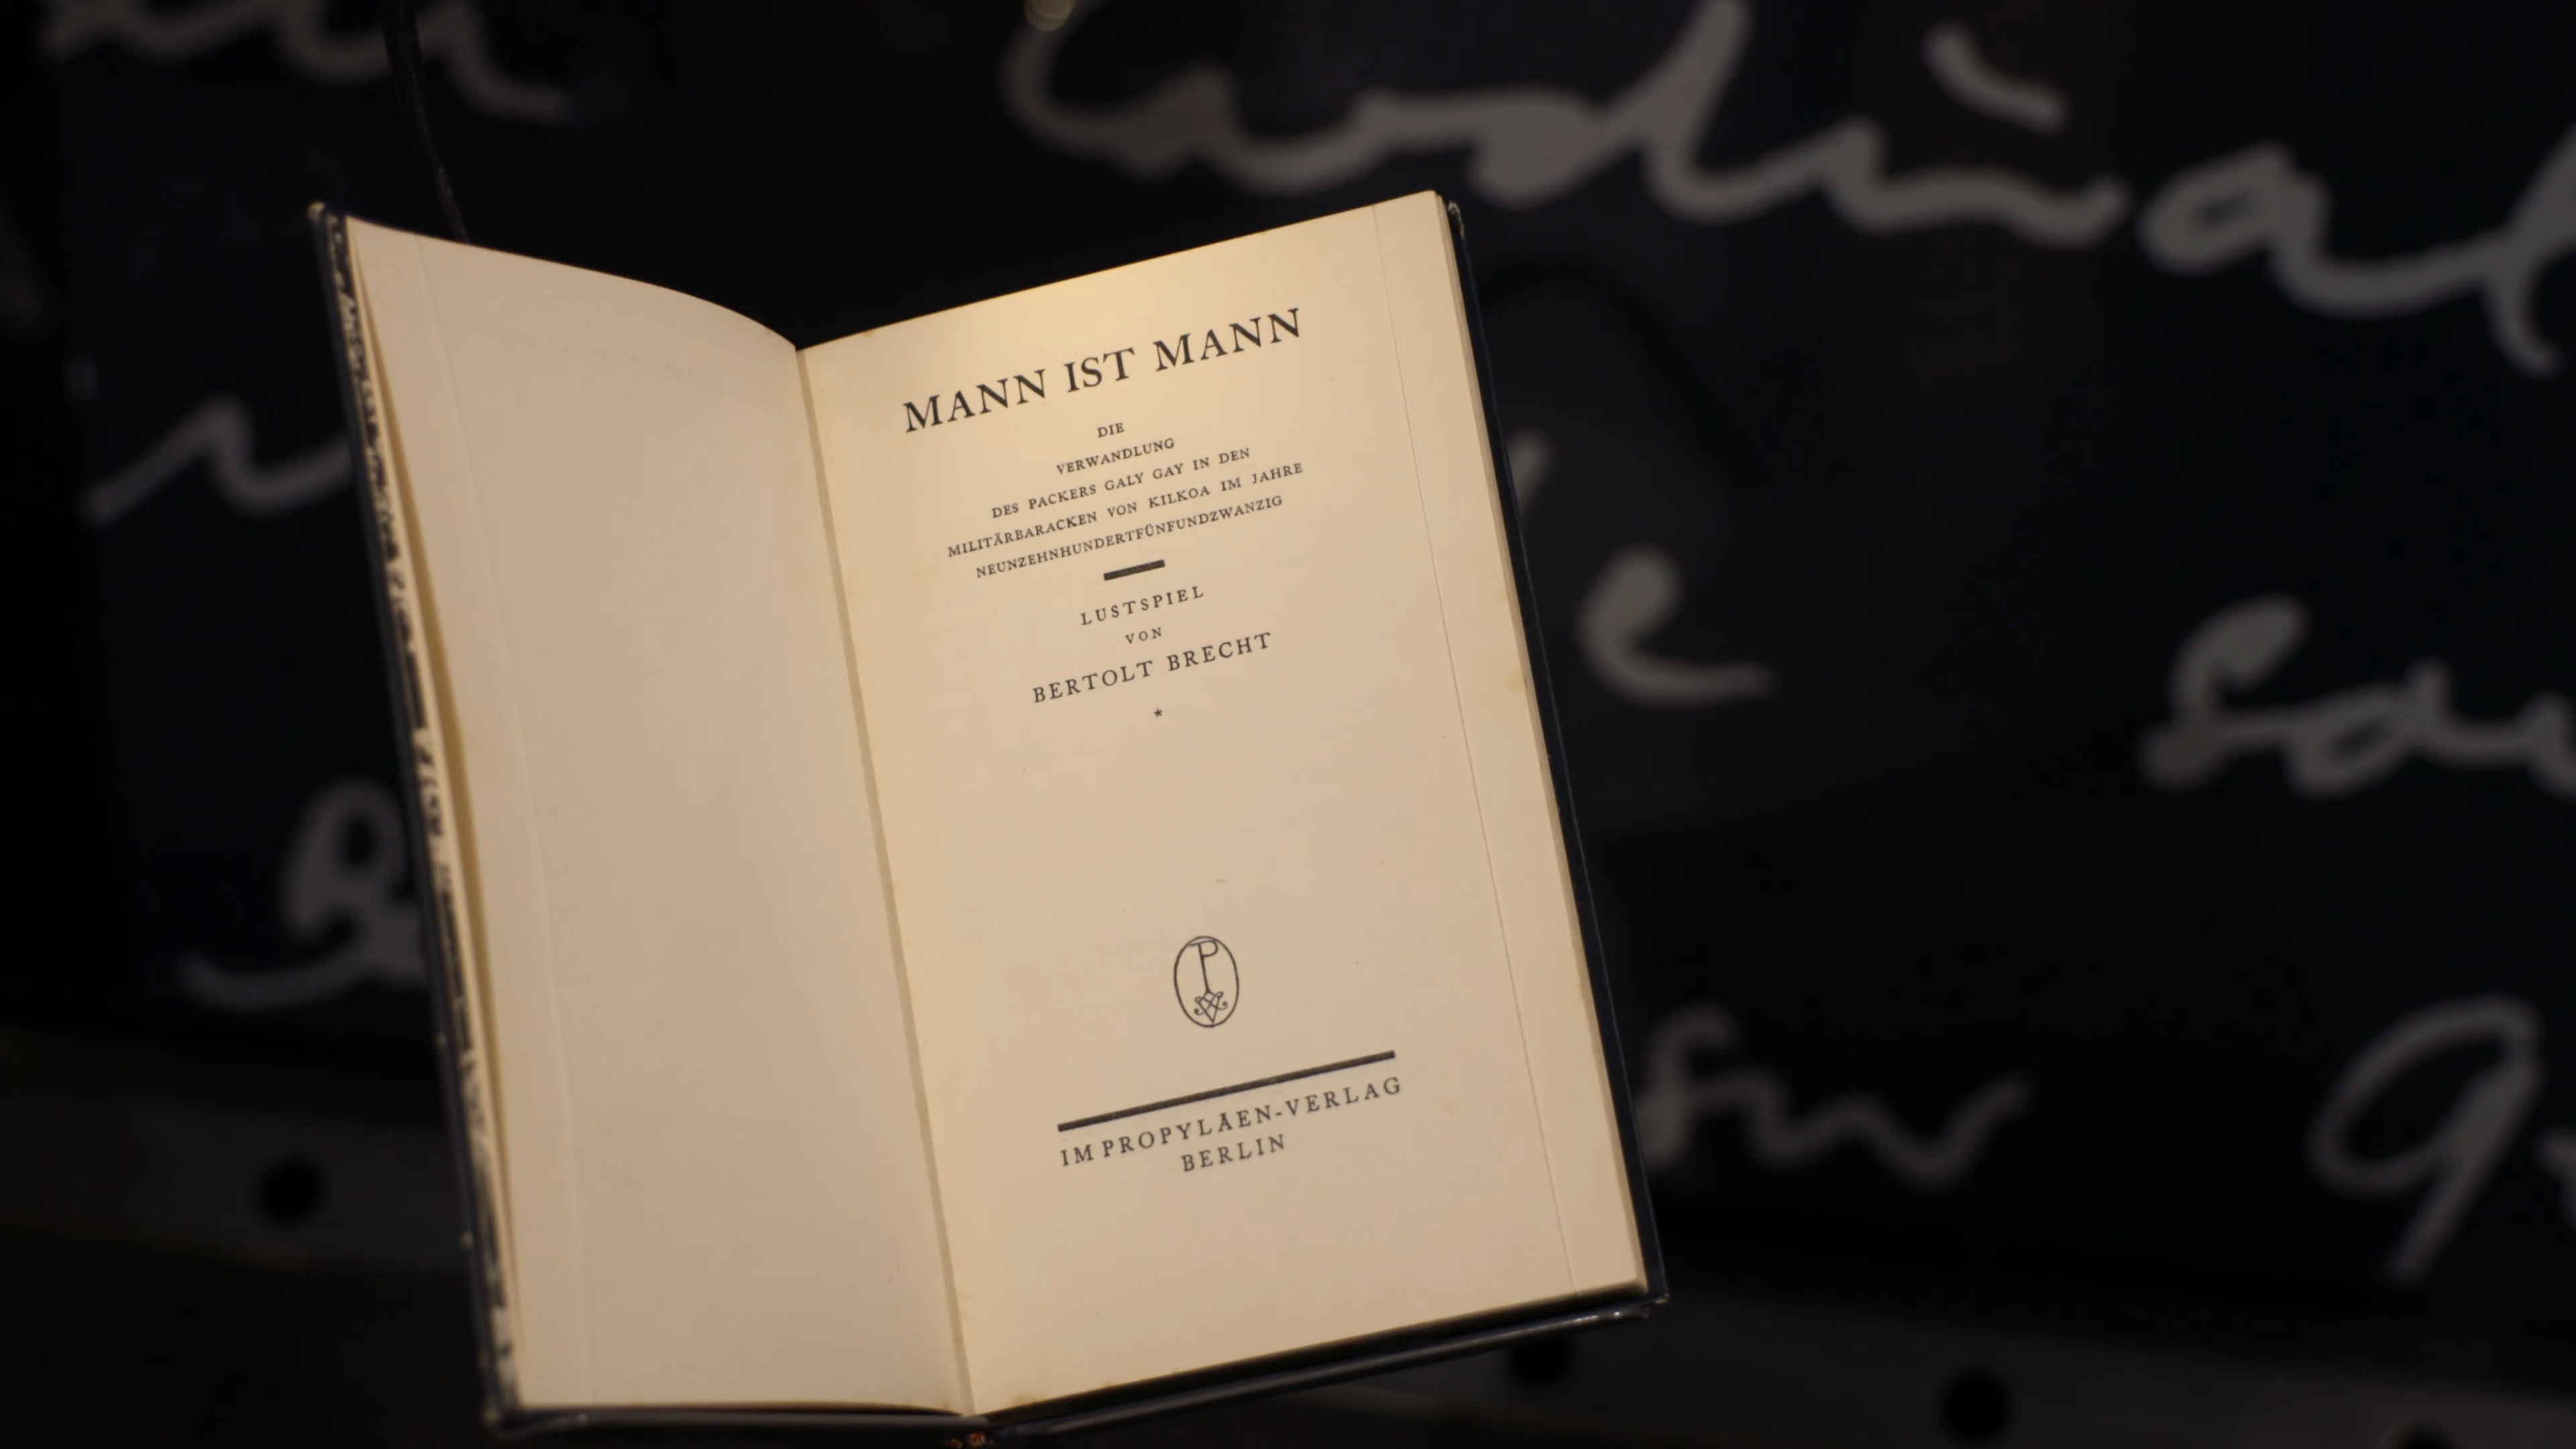 MANN IST MANN
DIE
VERWANDLUNG
DES PACKERS GALY GAY IN DEN
MILITÄRBARACKEN VON KILKOA IM JAHRE
NEUNZEHNHUNDERTFÜNFUNDZWANZIG
LUSTSPIEL
VON
BERTOLT BRECHT
*
P
IM PROPYLÄEN-VERLAG
BERLIN